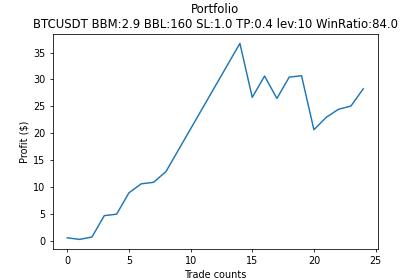 Portfolio
BTCUSDT BBM:2.9 BBL:160 SL:1.0 TP:0.4 lev:10 WinRatio:84.0
Profit ($)
35
30
25
20
15
10
5
0
0 5 10 15 20 25
Trade counts